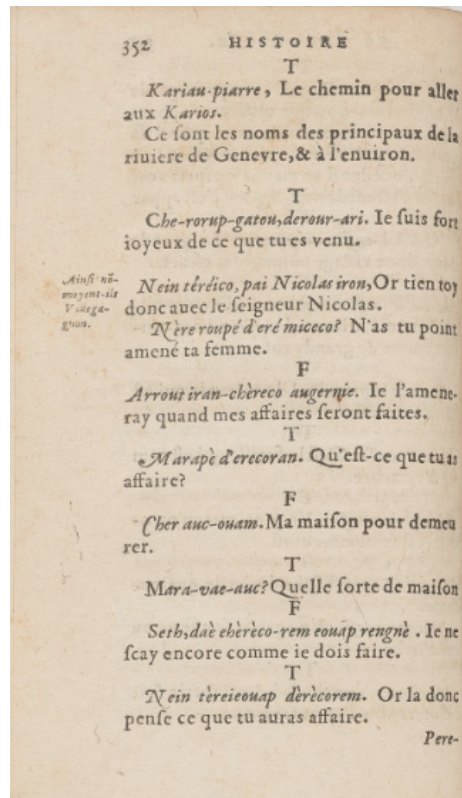 352 HISTOIRE
T
Kariau-piarre, Le chemin pour aller
aux Karios.
Ce ſont les noms des principaux de la
riuiere de Geneure,& à l'enuiron.
T
Che-rorup-gatou,derour-ari. Ie ſuis fort
ioyeux de ce que tu es venu.
Ainſi nõ-
moyent-ils
Villega-
gnon.
Nein téréico, pai Nicolas iron,Or tien toy
donc auec le ſeigneur Nicolas.
Nère roupé d'eré miceco? N'as tu point
amené ta femme.
F
Arrout iran-chèreco augernie. Ie l'amene-
ray quand mes affaires ſeront faites.
T
Marapè d'erecoran. Qu'eſt-ce que tu as
affaire?
F
Cher auc-ouam. Ma maiſon pour demeu
rer.
T
Mara-vae-auc? Quelle ſorte de maiſon
F
Seth,daè ehèrèco-rem eouap rengnè . Ie ne
ſcay encore comme ie dois faire.
T
Nein tèreieouap dèrècorem. Or la donc
penſe ce que tu auras affaire.
Pere-